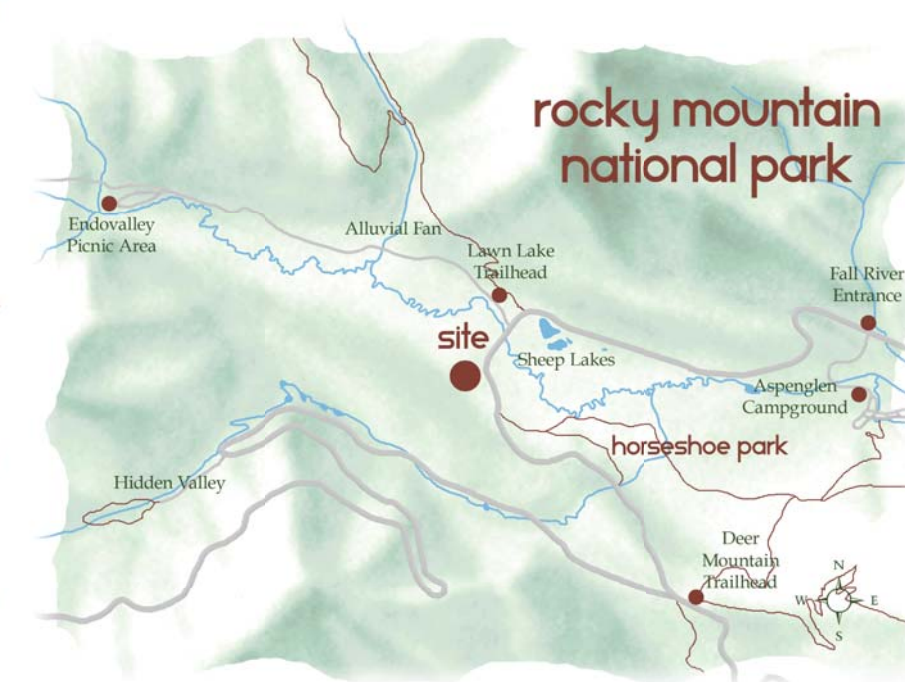 rocky mountain
national park
Endovalley
Picnic Area
Alluvial Fan
Lawn Lake
Trailhead
Fall River
Entrance
site
Sheep Lakes
Aspenglen
Campground
horseshoe park
Hidden Valley
Deer
Mountain
Trailhead
N
W E
S